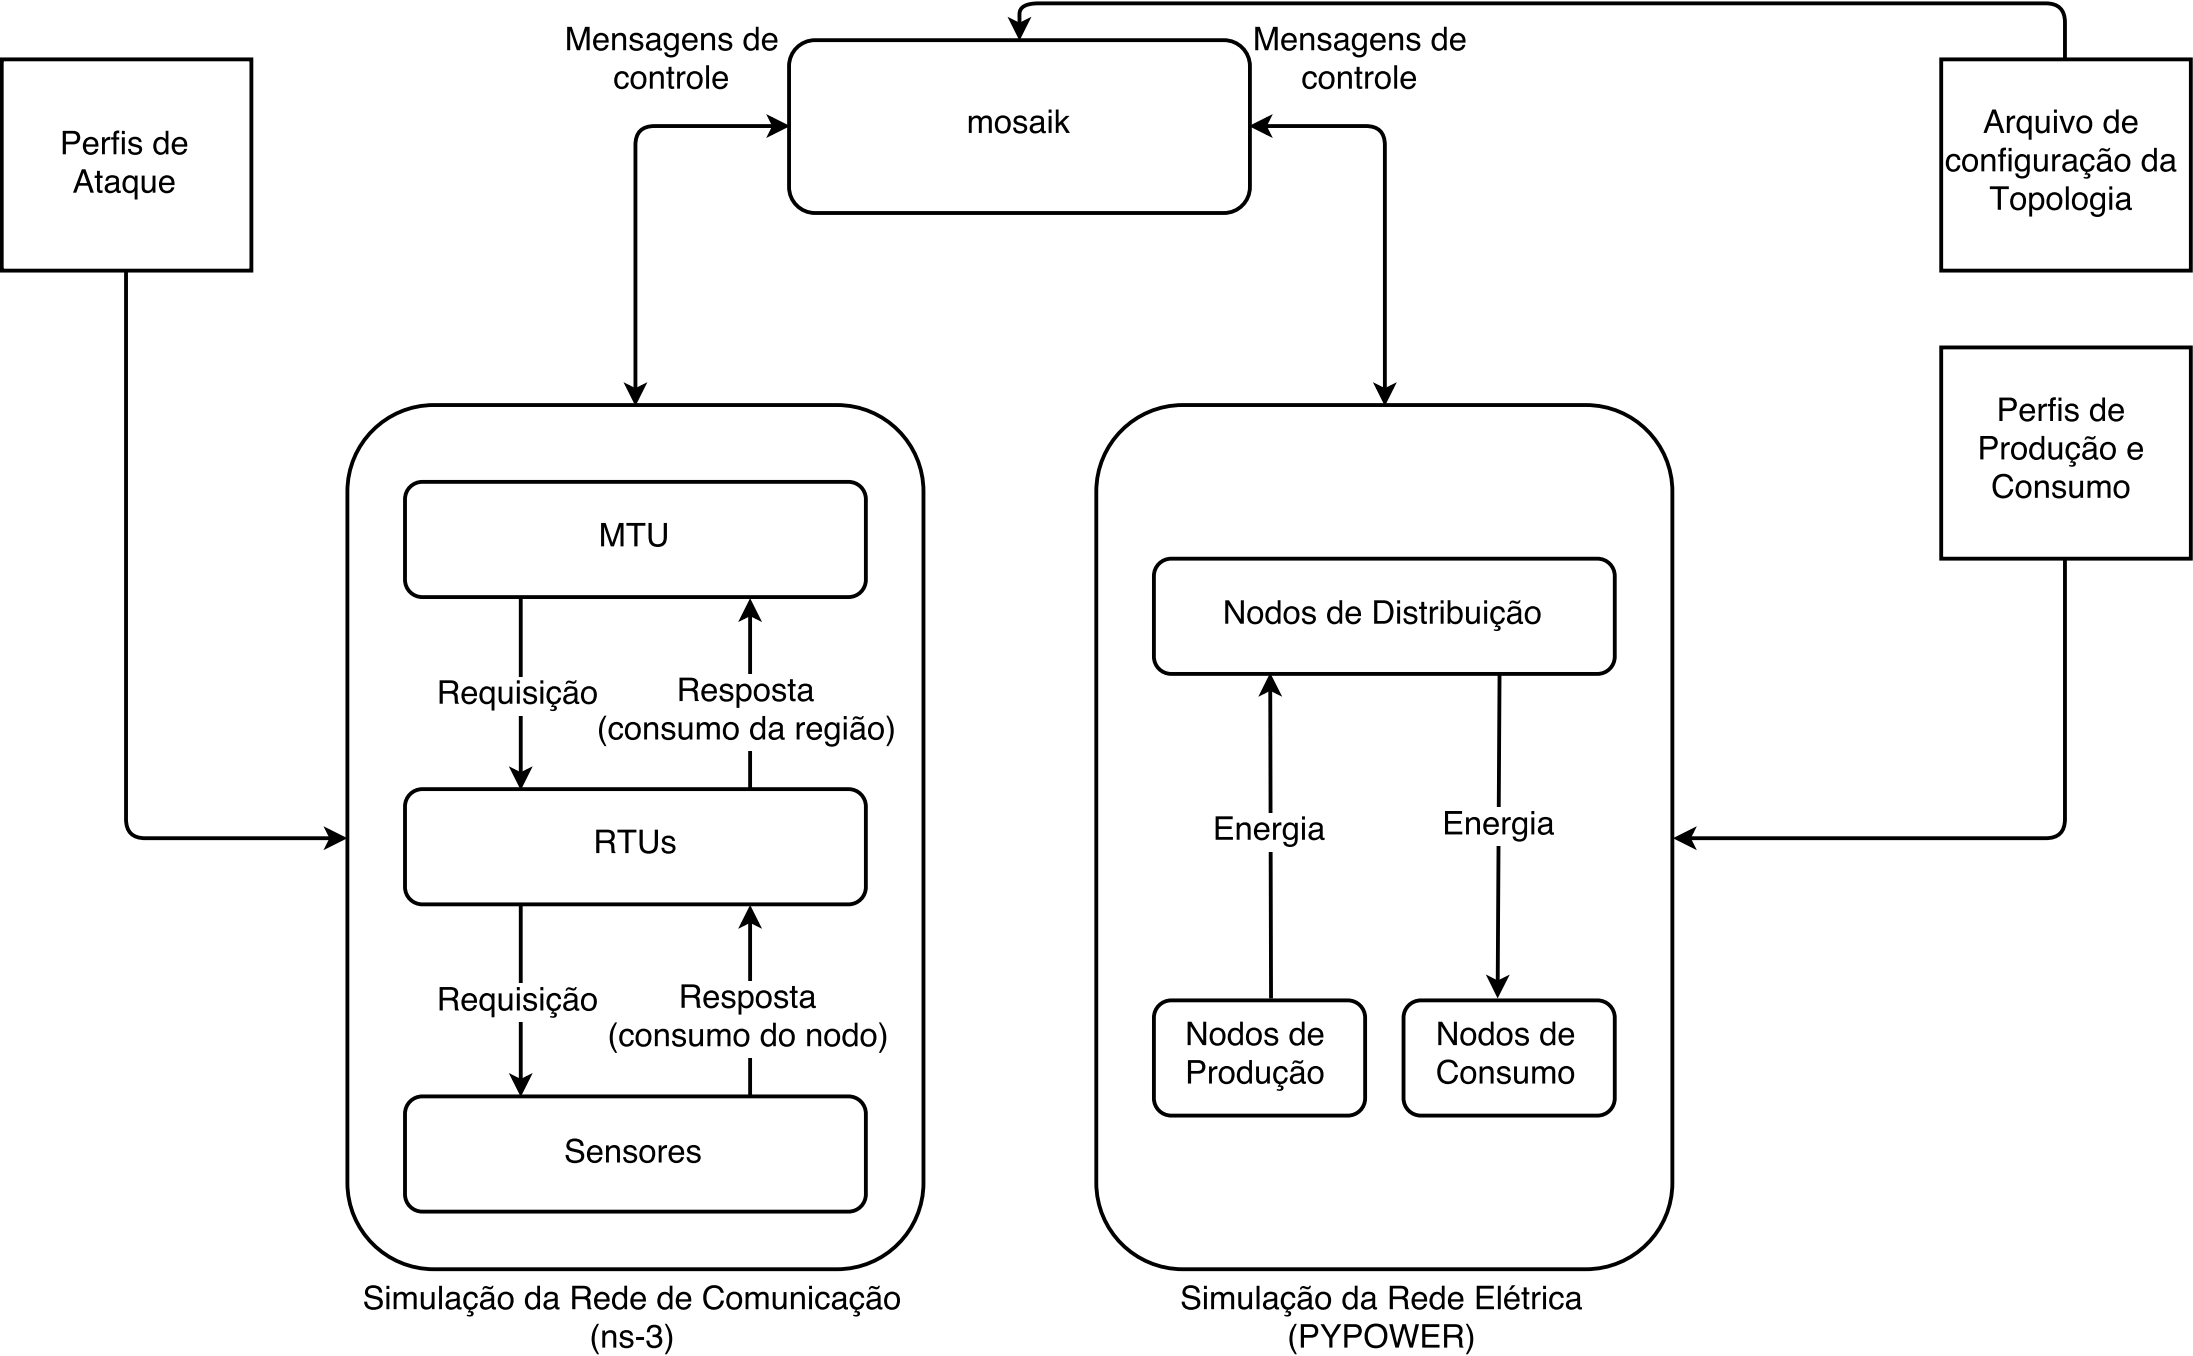 Mensagens de
controle
Mensagens de
controle
mosaik
Perfis de
Ataque
Arquivo de
configuração da
Topologia
Perfis de
Produção e
Consumo
MTU
Requisição
Resposta
(consumo da região)
RTUs
Requisição
Resposta
(consumo do nodo)
Sensores
Simulação da Rede de Comunicação
(ns-3)
Nodos de Distribuição
Energia
Energia
Nodos de
Produção
Nodos de
Consumo
Simulação da Rede Elétrica
(PYPOWER)